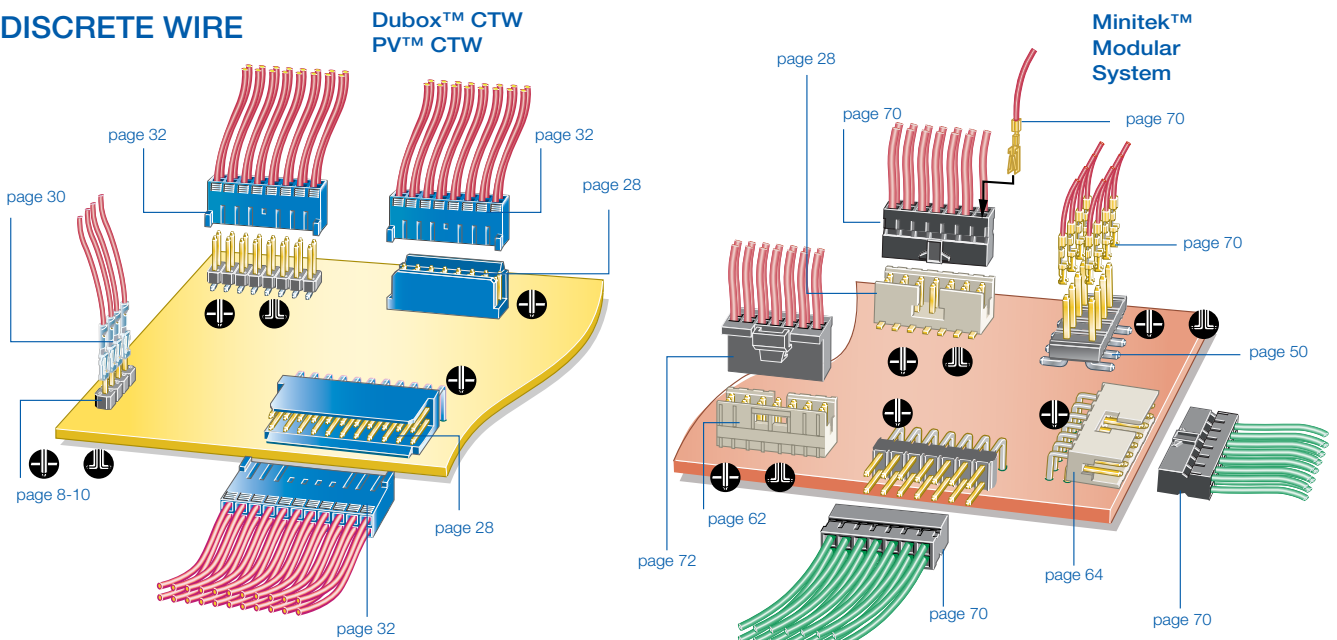 DISCRETE WIRE
Dubox™ CTW
PV™ CTW
page 32
page 32
page 30
page 28
page 8-10
page 28
page 32
Minitek™
Modular
System
page 28
page 70
page 70
page 70
page 70
page 50
page 62
page 72
page 64
page 70
page 70